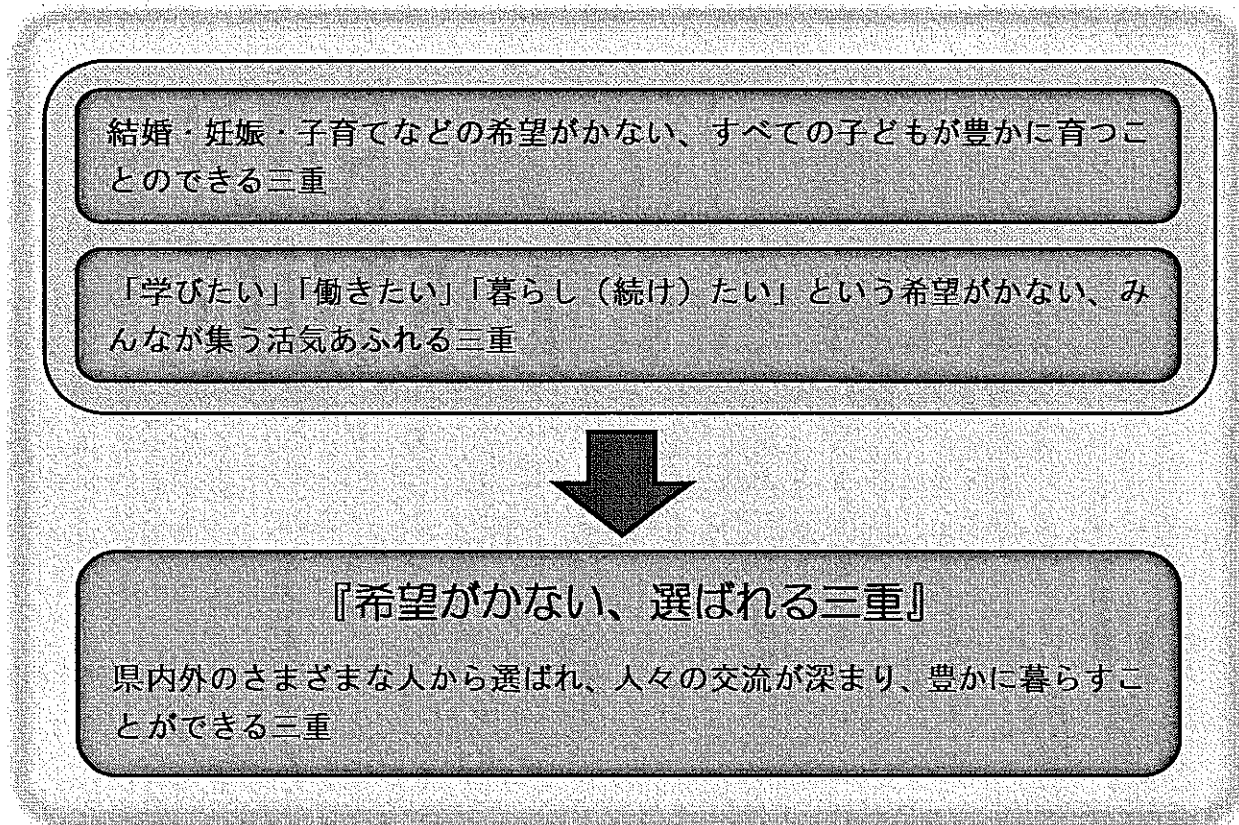 結婚・妊娠・子育てなどの希望がかない、すべての子どもが豊かに育つこ
とのできる三重
「学びたい」「働きたい」「暮らし（続け）たい」という希望がかない、み
んなが集う活気あふれる三重
『希望がかない、選ばれる三重』
県内外のさまざまな人から選ばれ、人々の交流が深まり、豊かに暮らすこ
とができる三重